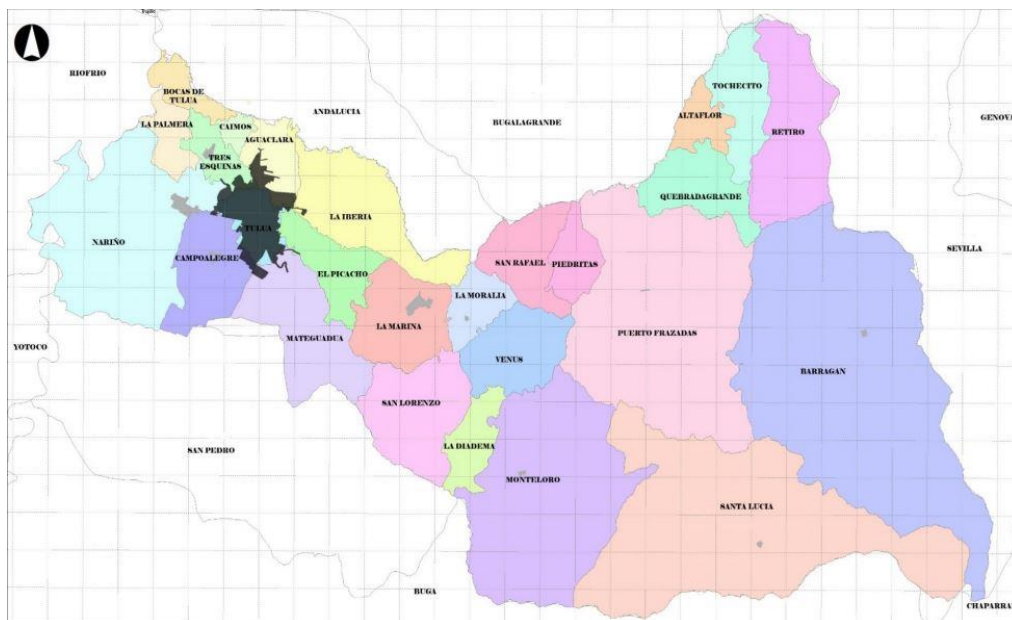 Trujillo
RIOFRIO
BOCAS DE
TULUA
LA PALMERA
CAIMOS
ANDALUCIA
AGUACLARA
TRES
ESQUINAS
BUGALAGRANDE
TOCHECITO
ALTAFLOR
RETIRO
GENOVA
QUEBRADAGRANDE
LA IBERIA
NARIÑO
TULUA
CAMPOALEGRE
EL PICACHO
SAN RAFAEL
PIEDRITAS
SEVILLA
LA MORALIA
LA MARINA
PUERTO FRAZADAS
MATEGUADUA
YOTOCO
VENUS
BARRAGAN
SAN LORENZO
SAN PEDRO
LA DIADEMA
MONTELORO
SANTA LUCIA
BUGA
CHAPARRA